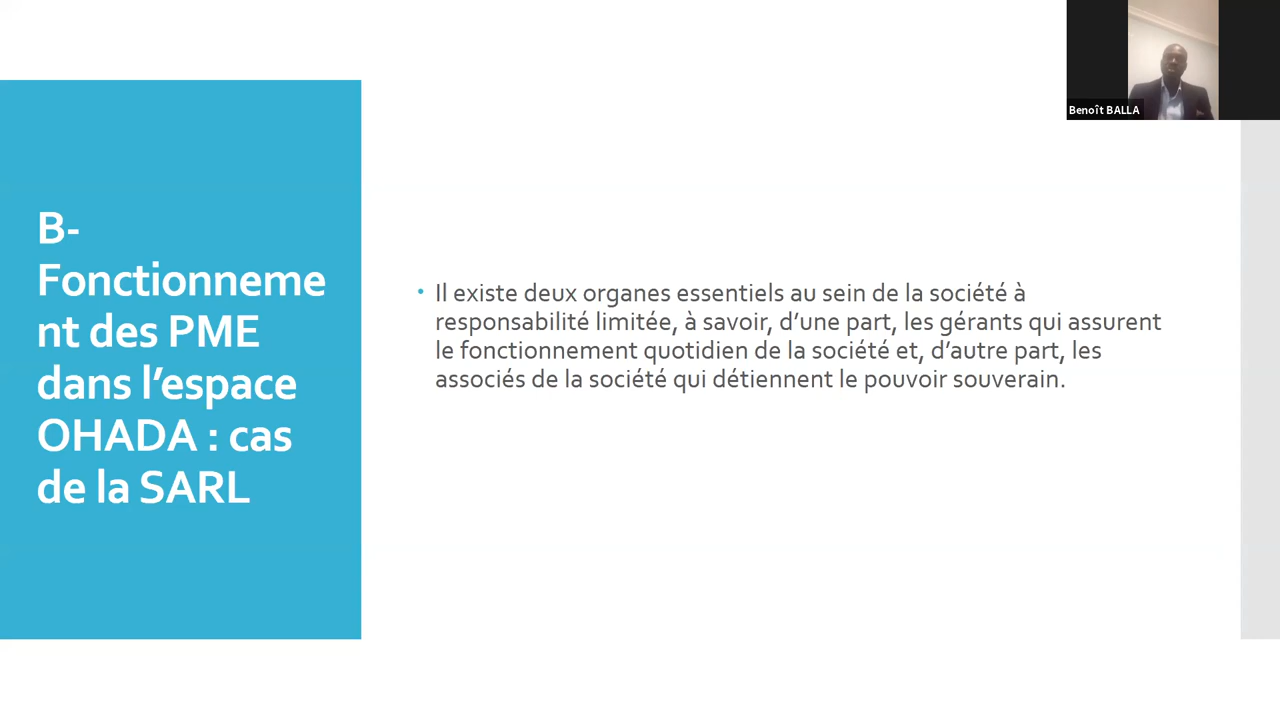 B-
Fonctionneme
nt des PME
dans l’espace
OHADA : cas
de la SARL
• Il existe deux organes essentiels au sein de la société à
responsabilité limitée, à savoir, d’une part, les gérants qui assurent
le fonctionnement quotidien de la société et, d’autre part, les
associés de la société qui détiennent le pouvoir souverain.
Benoît BALLA